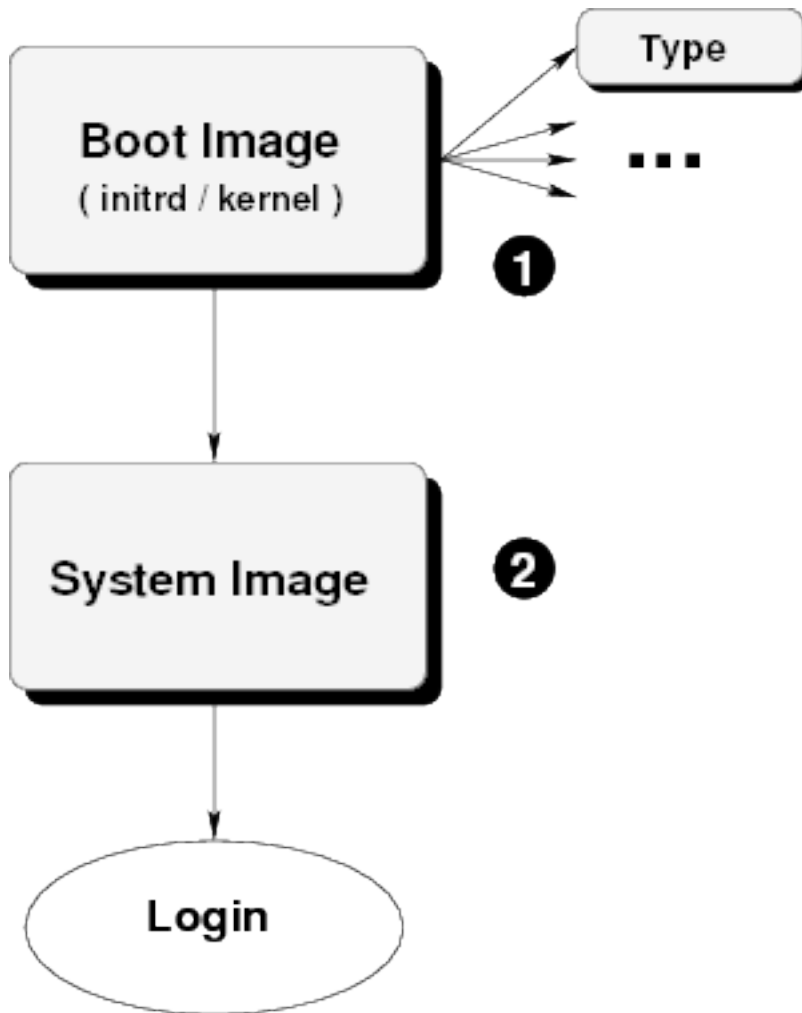 Type
Boot Image
( initrd / kernel )
...
1
System Image
2
Login